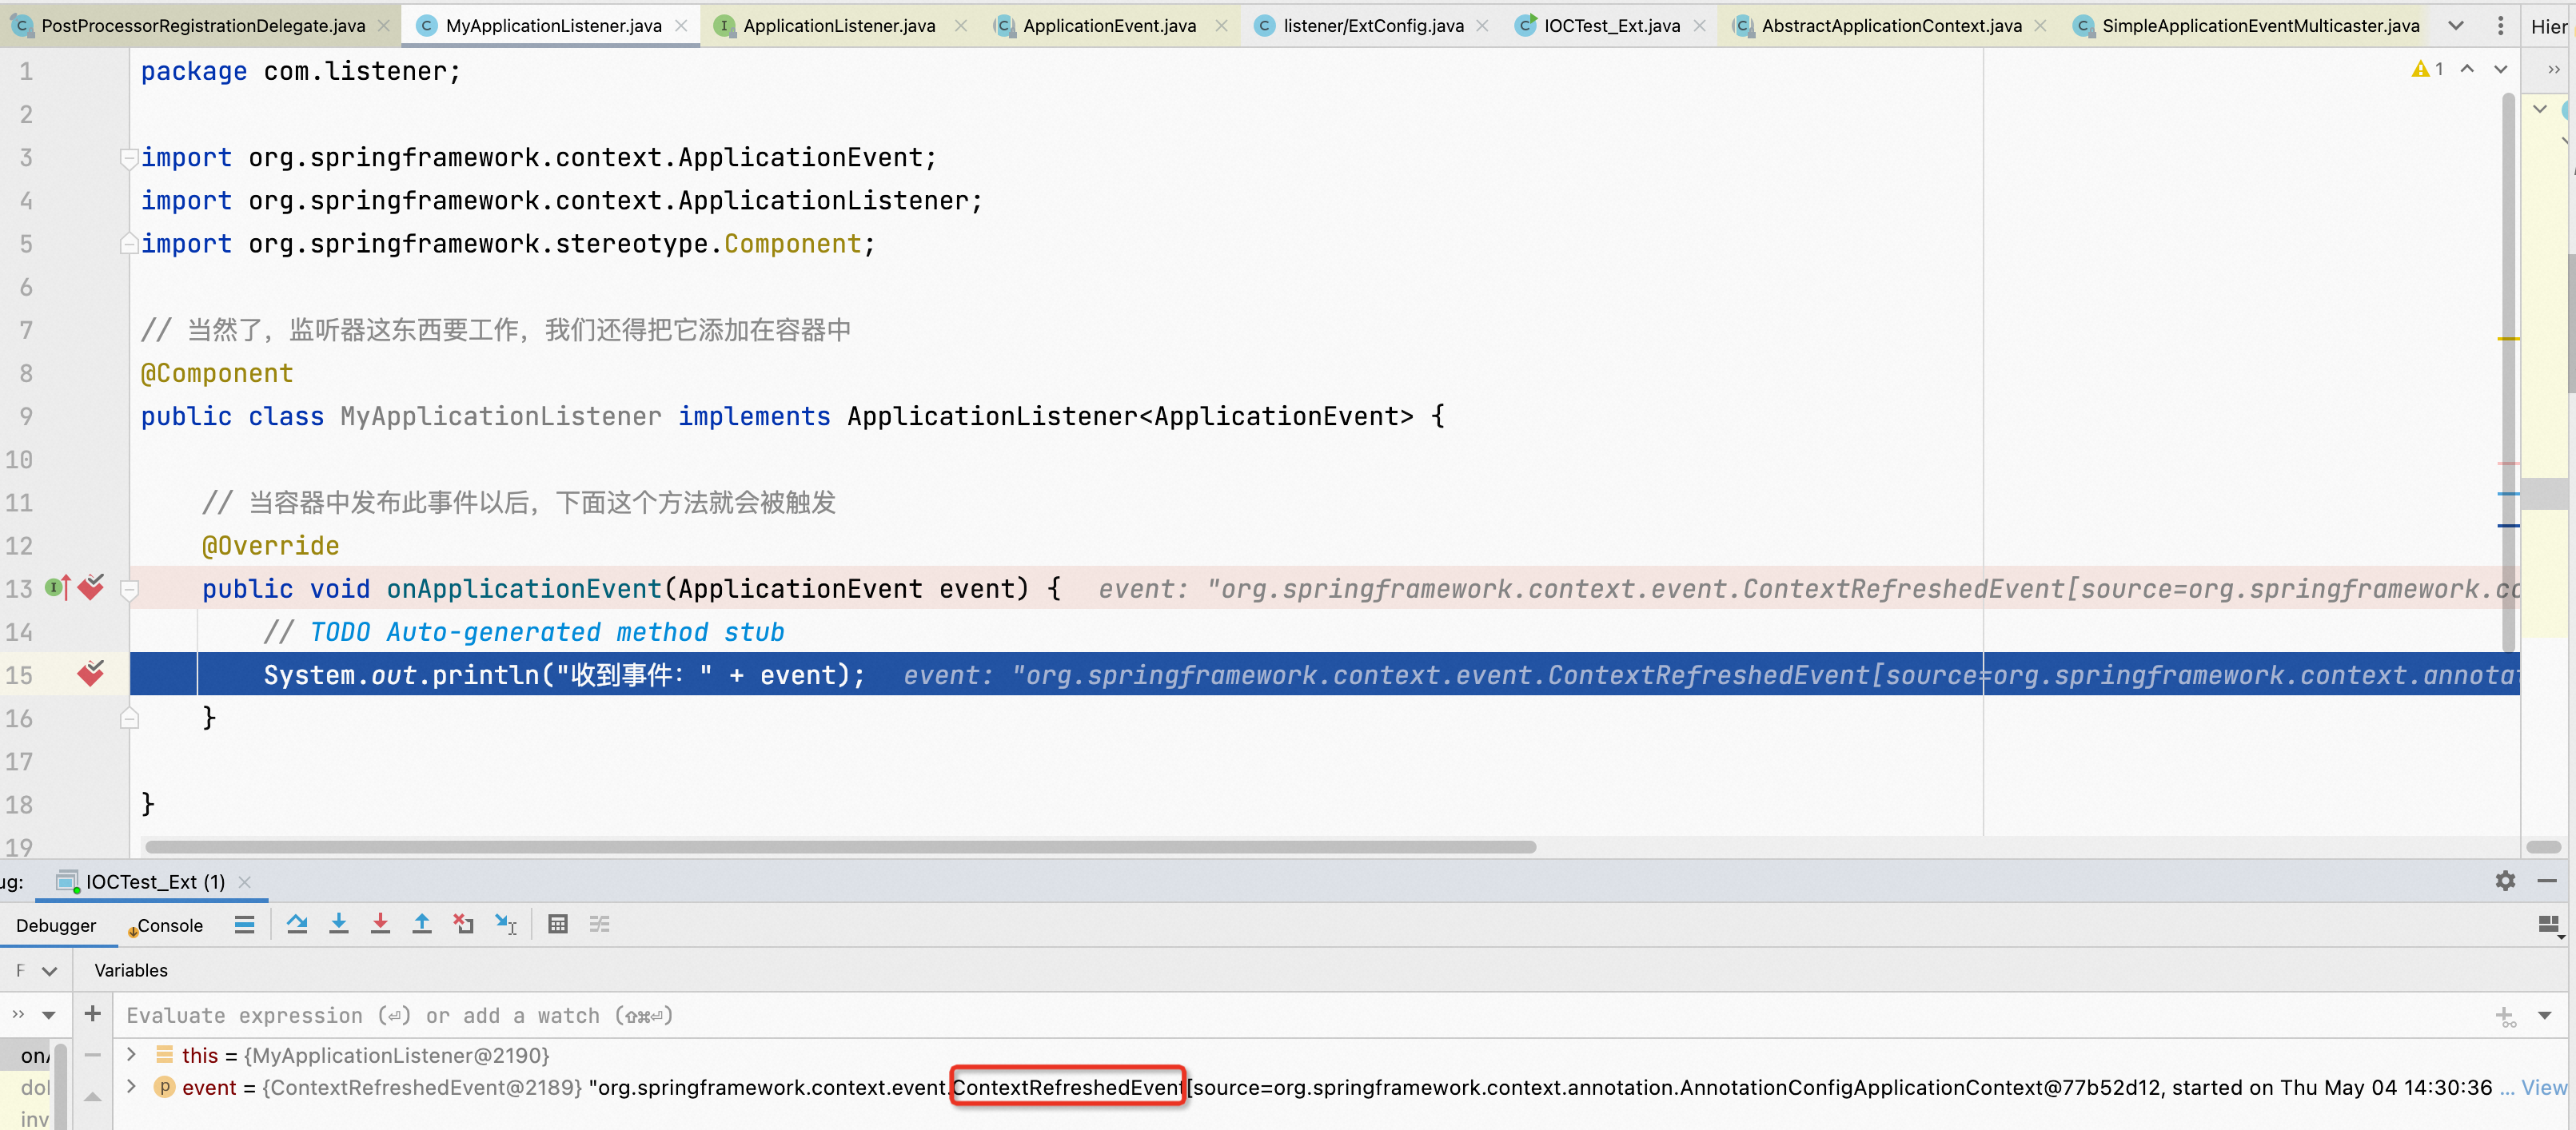 PostProcessorRegistrationDelegate.java MyApplicationListener.java ApplicationListener.java ApplicationEvent.java listener/ExtConfig.java IOCTest_Ext.java AbstractApplicationContext.java SimpleApplicationEventMulticaster.java Hier
1 package com.listener; 1
2
3 import org.springframework.context.ApplicationEvent;
4 import org.springframework.context.ApplicationListener;
5 import org.springframework.stereotype.Component;
6
7 // 当然了，监听器这东西要工作，我们还得把它添加在容器中
8 @Component
9 public class MyApplicationListener implements ApplicationListener<ApplicationEvent> {
10
11 // 当容器中发布此事件以后，下面这个方法就会被触发
12 @Override
13 public void onApplicationEvent(ApplicationEvent event) { event: "org.springframework.context.event.ContextRefreshedEvent[source=org.springframework.co
14 // TODO Auto-generated method stub
15 System.out.println("收到事件：" + event); event: "org.springframework.context.event.ContextRefreshedEvent[source=org.springframework.context.annotat
16 }
17
18 }
19
ug: IOCTest_Ext (1)
Debugger Console
F Variables
Evaluate expression (⏎) or add a watch (⇧⌘⏎)
onA this = {MyApplicationListener@2190}
dol event = {ContextRefreshedEvent@2189} "org.springframework.context.event.ContextRefreshedEvent[source=org.springframework.context.annotation.AnnotationConfigApplicationContext@77b52d12, started on Thu May 04 14:30:36 ... View
inv